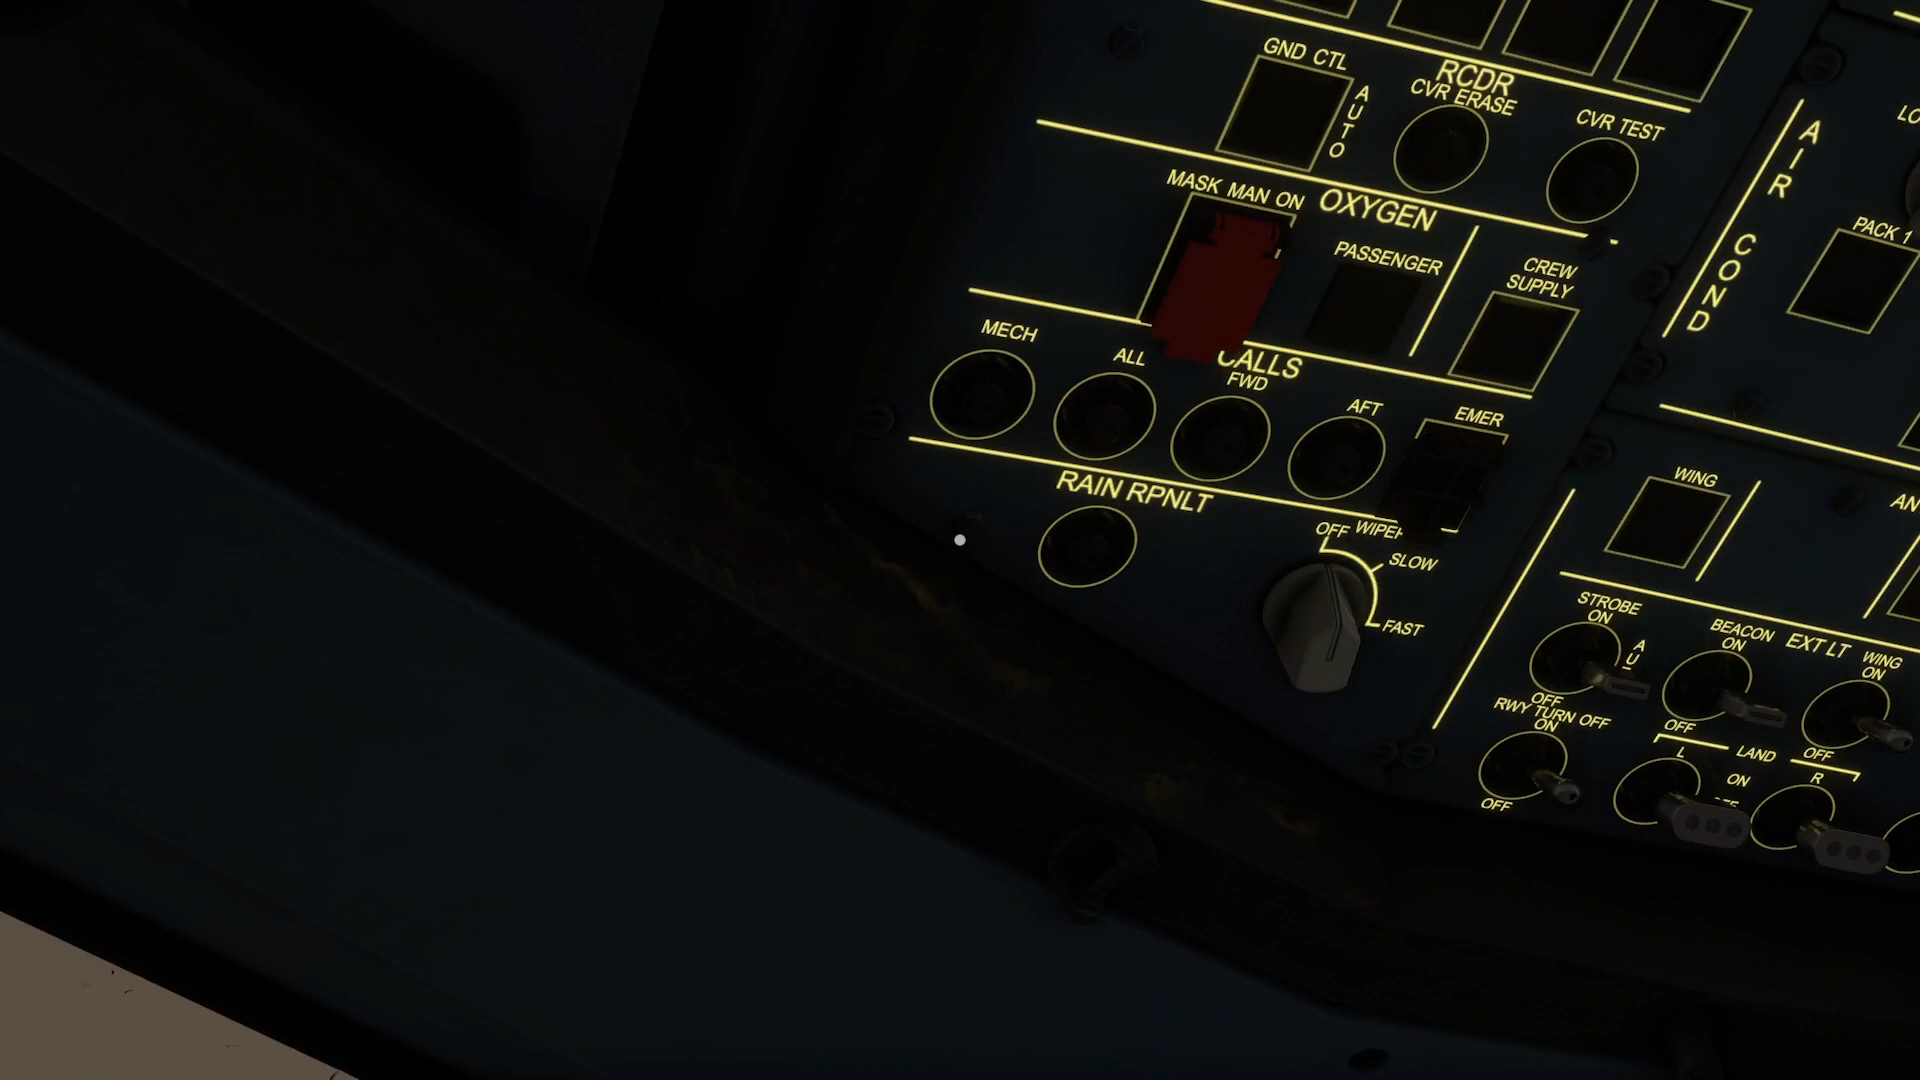 GND CTL
AUTO
RCDR
CVR ERASE
CVR TEST
MASK MAN ON
OXYGEN
PASSENGER
CREW
SUPPLY
MECH
ALL
CALLS
FWD
AFT
EMER
RAIN RPNLT
OFF
SLOW
FAST
AIR COND
PACK 1
WING
STROBE
ON
OFF
BEACON
ON
OFF
EXT LT
WING
ON
OFF
RWY TURN OFF
ON
OFF
L
LAND
R
ON